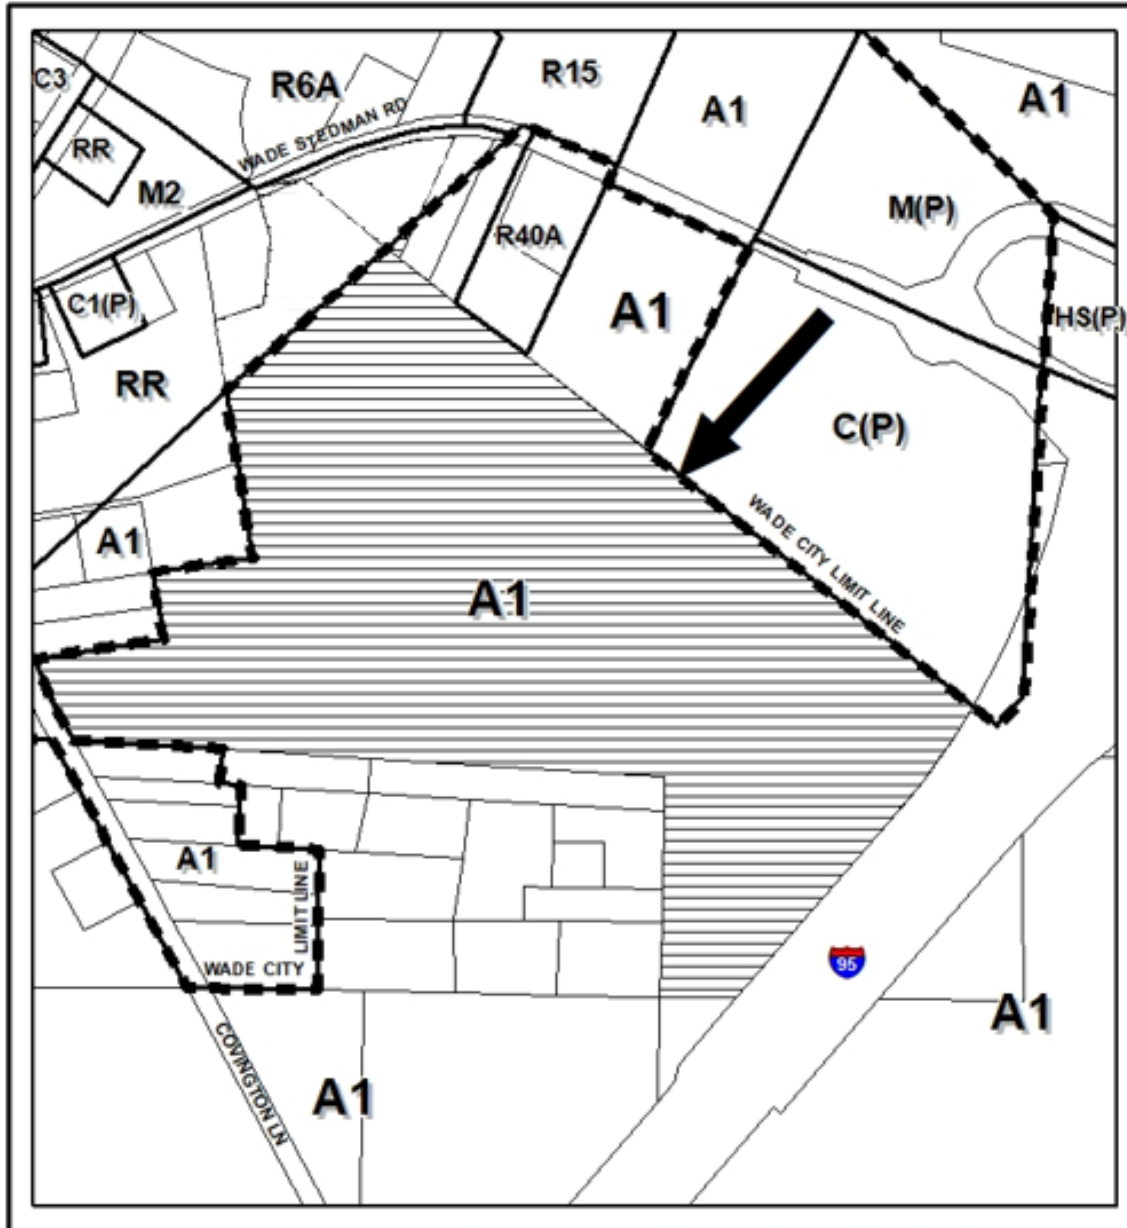 C3
R6A
R15
A1
A1
RR
WADE STEDMAN RD
M2
M(P)
R40A
C1(P)
A1
HS(P)
RR
C(P)
A1
WADE CITY LIMIT LINE
A1
A1
LIMIT LINE
WADE CITY
95
A1
COVINGTON LN
A1